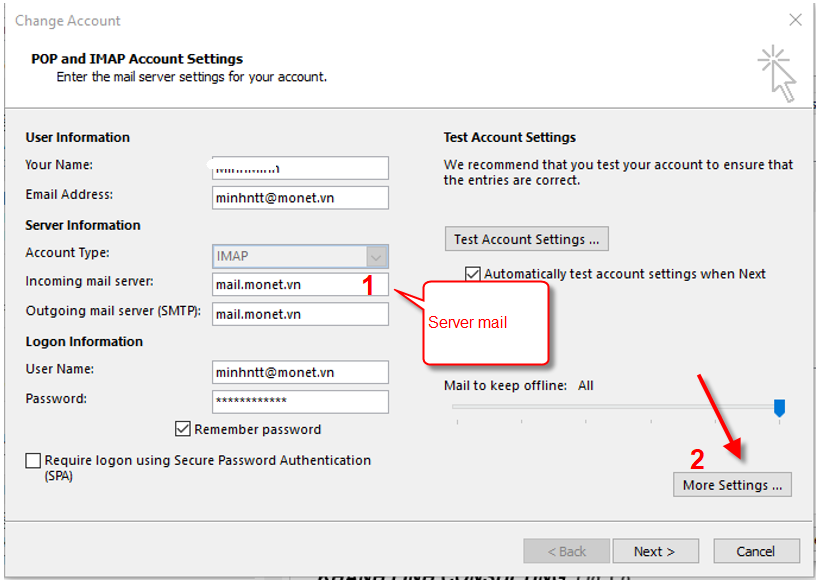 Change Account
POP and IMAP Account Settings
Enter the mail server settings for your account.
User Information
Your Name:
Email Address:
minhntt@monet.vn
Server Information
Account Type:
IMAP
Incoming mail server:
mail.monet.vn
1
Outgoing mail server (SMTP):
mail.monet.vn
Logon Information
User Name:
minhntt@monet.vn
Password:
************
Remember password
Require logon using Secure Password Authentication
(SPA)
Test Account Settings
We recommend that you test your account to ensure that
the entries are correct.
Test Account Settings ...
Automatically test account settings when Next
Server mail
Mail to keep offline: All
2
More Settings ...
< Back
Next >
Cancel